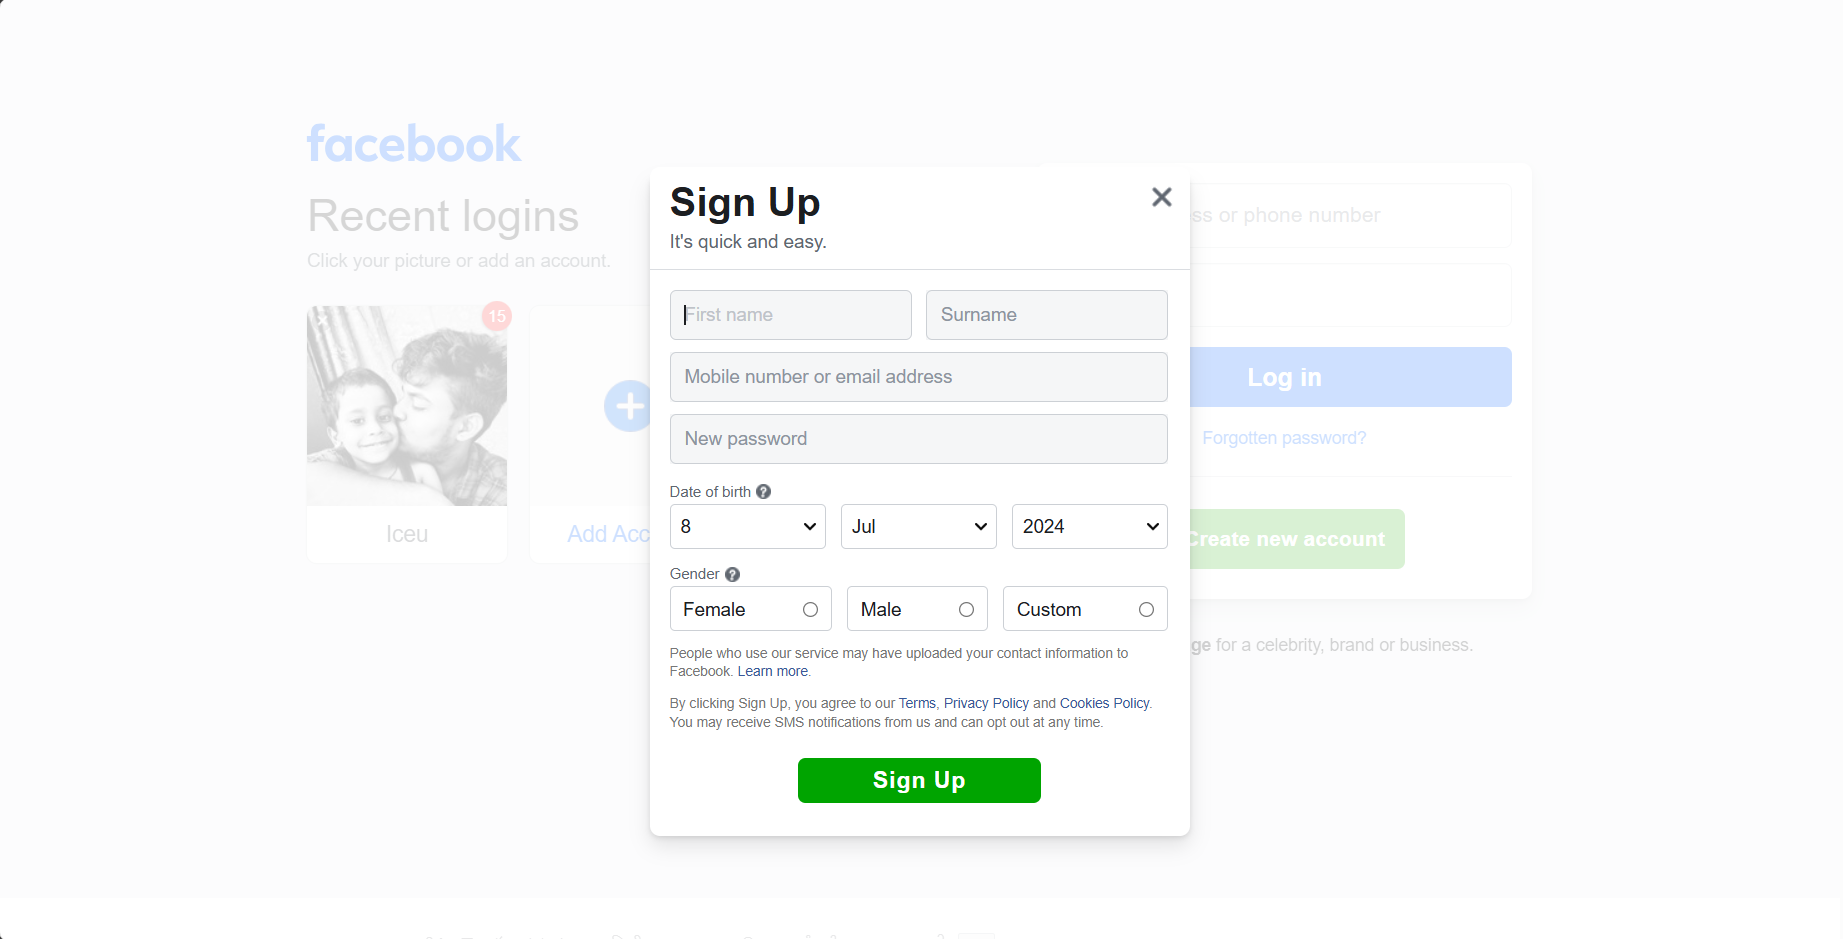 facebook
Recent logins
Click your picture or add an account.
15
Iceu
Add Acc
Sign Up
It's quick and easy.
First name
Surname
Mobile number or email address
New password
Date of birth ?
8
Jul
2024
Gender ?
Female
Male
Custom
People who use our service may have uploaded your contact information to
Facebook. Learn more.
By clicking Sign Up, you agree to our Terms, Privacy Policy and Cookies Policy.
You may receive SMS notifications from us and can opt out at any time.
Sign Up
ss or phone number
Log in
Forgotten password?
Create new account
ge for a celebrity, brand or business.